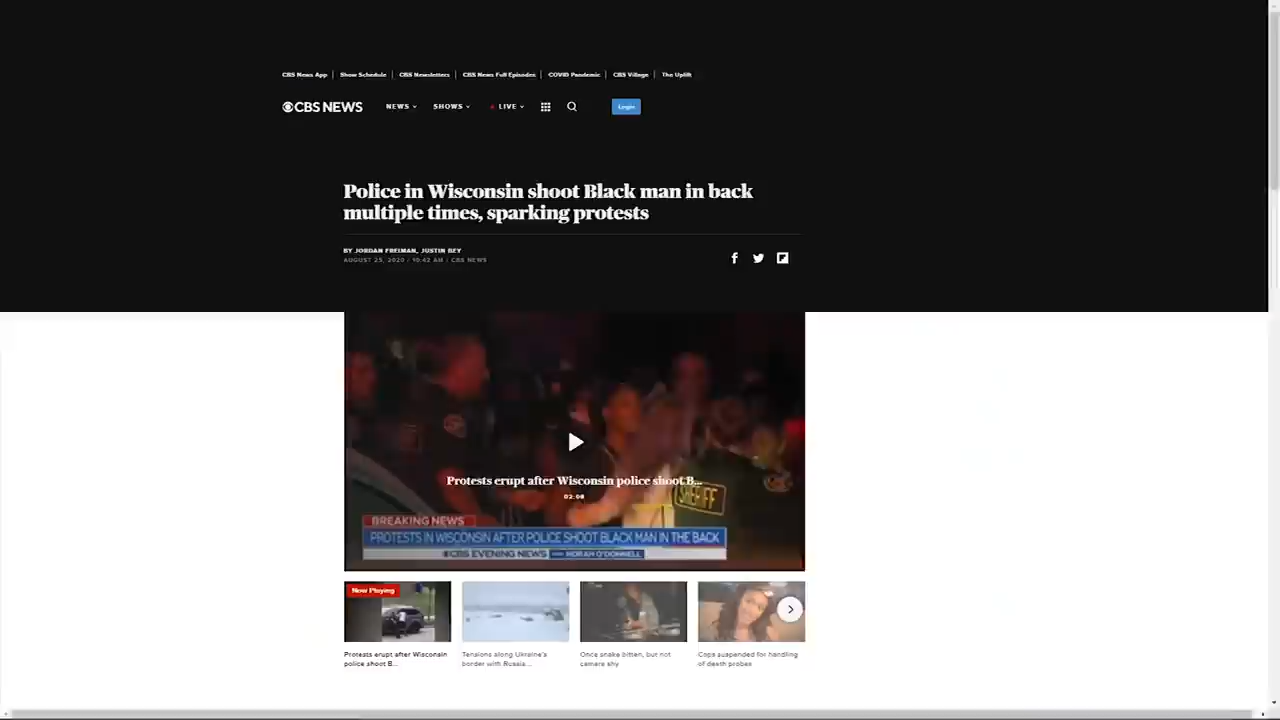 CBS News App
Show Schedule
CBS Newsletters
CBS News Full Episodes
COVID Pandemic
CBS Village
The Uplift
CBS NEWS
NEWS
SHOWS
LIVE
Login
Police in Wisconsin shoot Black man in back
multiple times, sparking protests
BY JORDAN FREIMAN, JUSTIN BEY
AUGUST 25, 2020 / 10:42 AM / CBS NEWS
Protests erupt after Wisconsin police shoot B...
02:08
SHERIFF
BREAKING NEWS
PROTESTS IN WISCONSIN AFTER POLICE SHOOT BLACK MAN IN THE BACK
CBS EVENING NEWS WITH NORAH O'DONNELL
Now Playing
Protests erupt after Wisconsin
police shoot B...
Tensions along Ukraine's
border with Russia...
Once snake bitten, but not
camera shy
Cops suspended for handling
of death probes